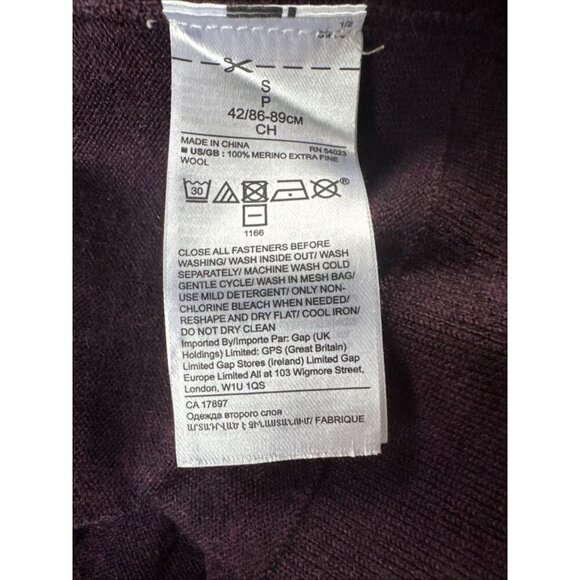 1/2
S
P
42/86-89CM
CH
MADE IN CHINA RN 54023
US/GB : 100% MERINO EXTRA FINE
WOOL
30
1166
CLOSE ALL FASTENERS BEFORE
WASHING/ WASH INSIDE OUT/ WASH
SEPARATELY/ MACHINE WASH COLD
GENTLE CYCLE/ WASH IN MESH BAG/
USE MILD DETERGENT/ ONLY NON-
CHLORINE BLEACH WHEN NEEDED/
RESHAPE AND DRY FLAT/ COOL IRON/
DO NOT DRY CLEAN
Imported By/Importe Par: Gap (UK
Holdings) Limited: GPS (Great Britain)
Limited Gap Stores (Ireland) Limited Gap
Europe Limited All at 103 Wigmore Street,
London, W1U 1QS
CA 17897
Одежда второго слоя
ԱՐՏԱԴՐՎԱԾ Է ՉԻՆԱՍՏԱՆՈՒՄ/ FABRIQUE